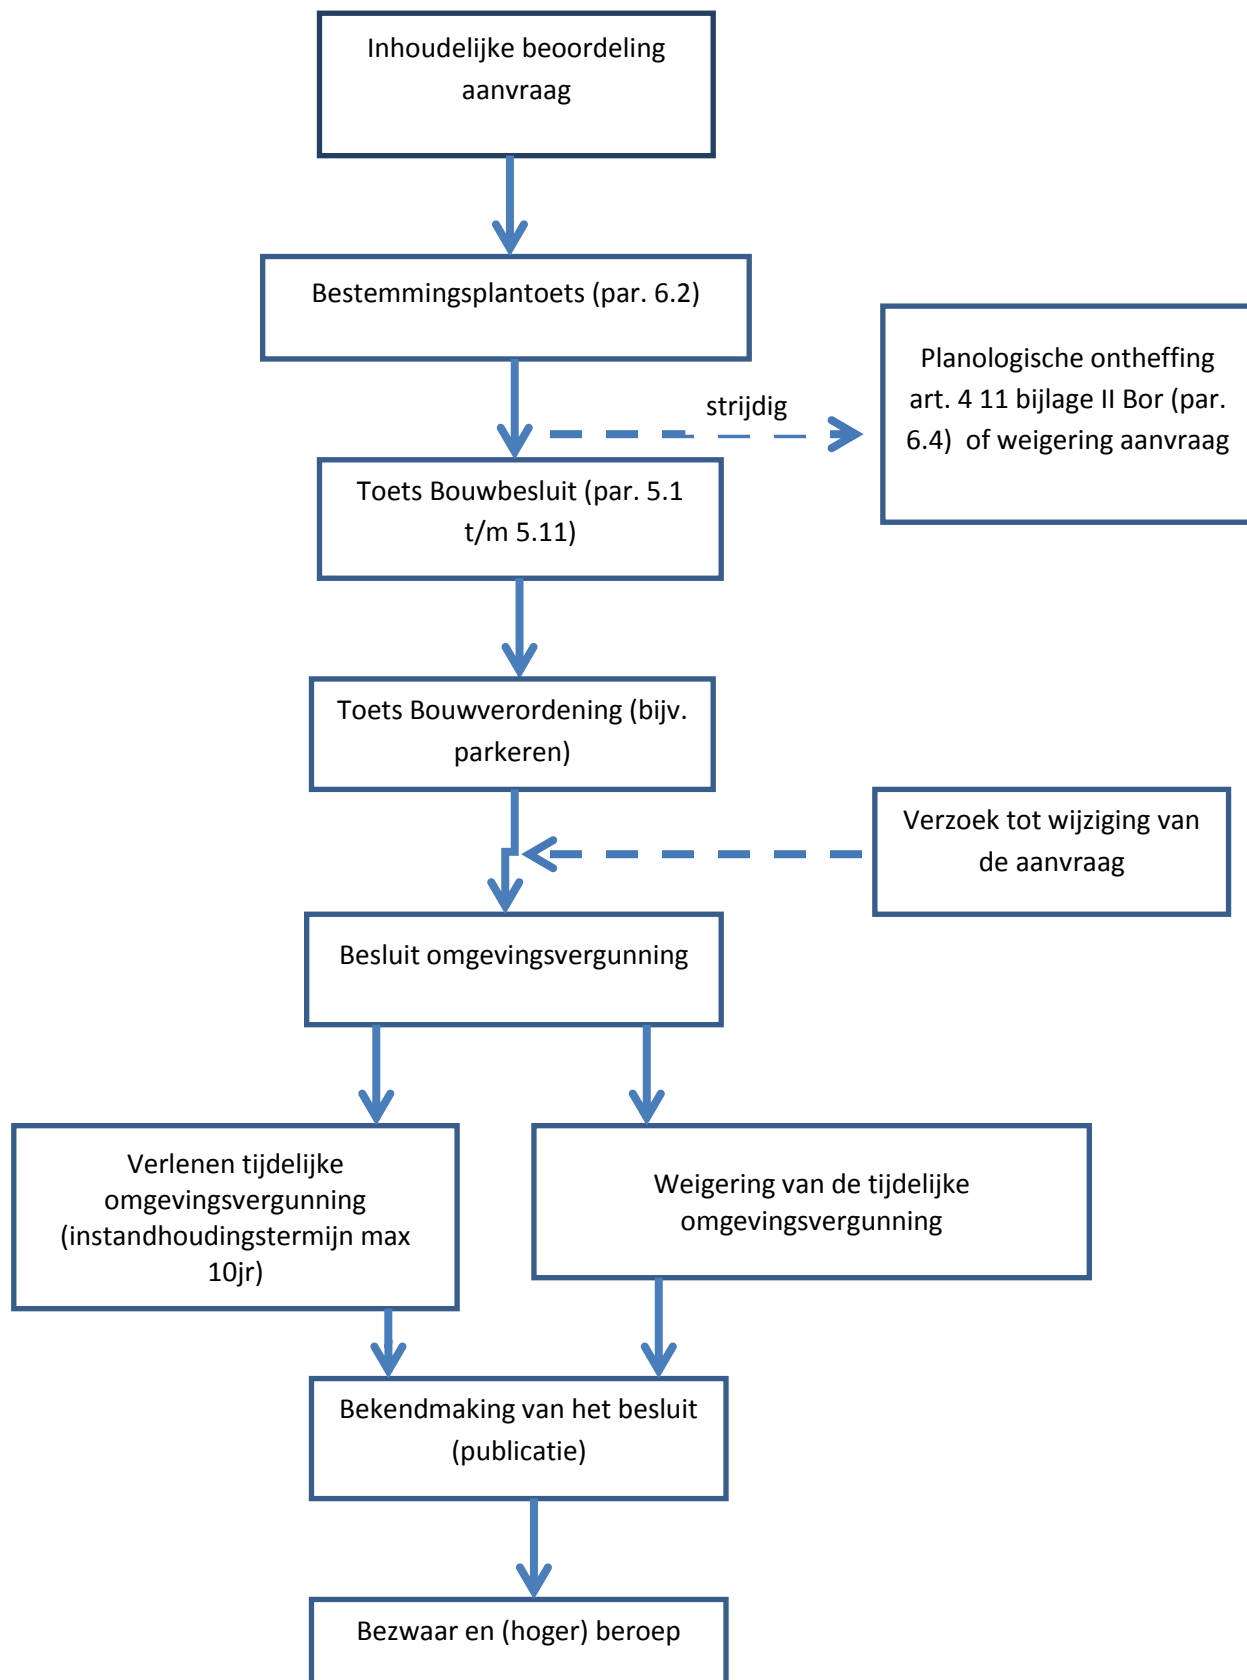 Inhoudelijke beoordeling
aanvraag
Bestemmingsplantoets (par. 6.2)
strijdig
Planologische ontheffing
art. 4 11 bijlage II Bor (par.
6.4) of weigering aanvraag
Toets Bouwbesluit (par. 5.1
t/m 5.11)
Toets Bouwverordening (bijv.
parkeren)
Verzoek tot wijziging van
de aanvraag
Besluit omgevingsvergunning
Verlenen tijdelijke
omgevingsvergunning
(instandhoudingstermijn max
10jr)
Weigering van de tijdelijke
omgevingsvergunning
Bekendmaking van het besluit
(publicatie)
Bezwaar en (hoger) beroep